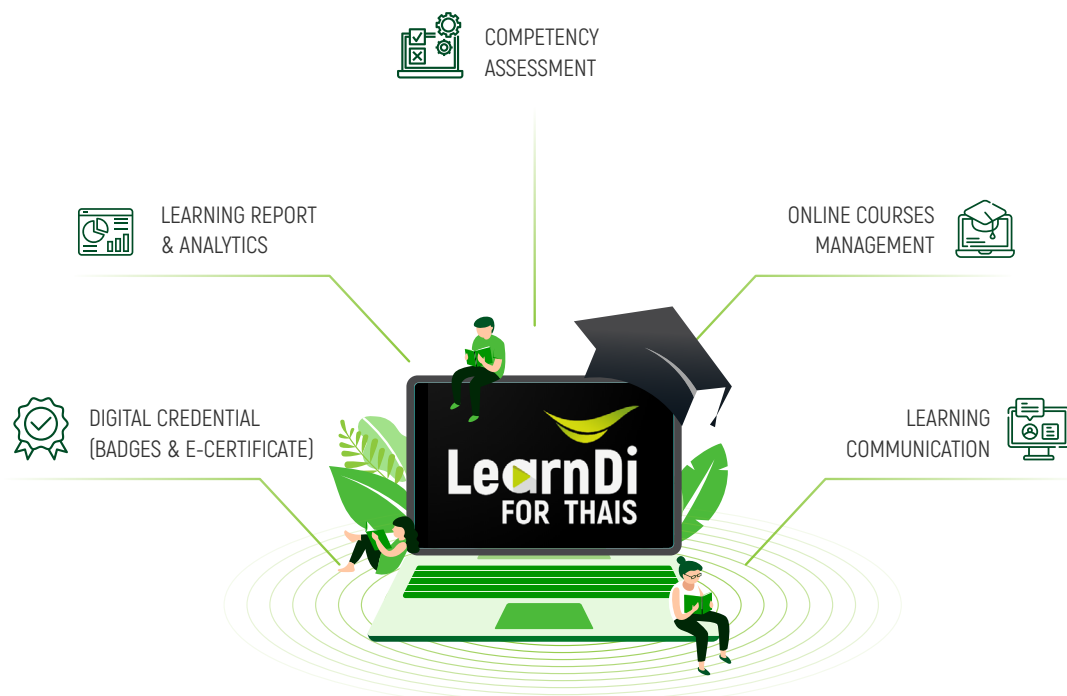 COMPETENCY
ASSESSMENT
LEARNING REPORT
& ANALYTICS
ONLINE COURSES
MANAGEMENT
DIGITAL CREDENTIAL
(BADGES & E-CERTIFICATE)
LEARNING
COMMUNICATION
LearnDi
FOR THAIS